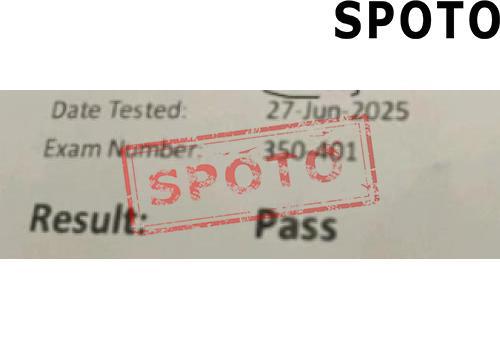 SPOTO
Date Tested: 27-Jun-2025
Exam Number: 350-401
SPOTO
Result: Pass